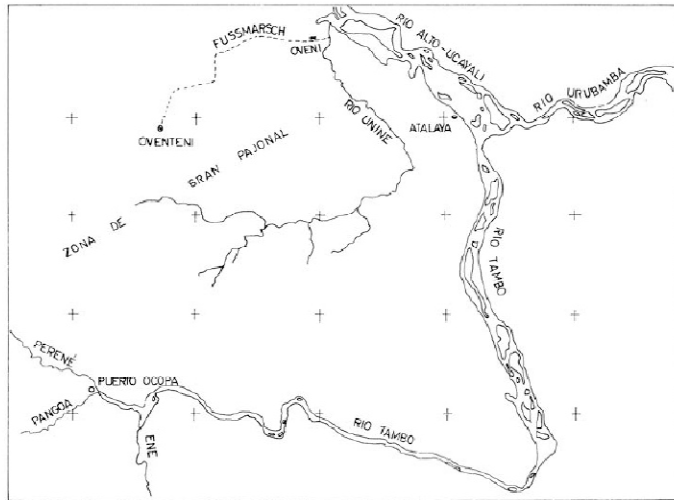 RIO ALTO-UCAYALI
FUSSMARSCH
OVENI
RIO URUBAMBA
RIO UNINE
ATALAYA
OVENTENI
ZONA DE GRAN PAJONAL
RIO TAMBO
PERENÉ
PUERTO OCOPA
PANGOA
ENE
RIO TAMBO